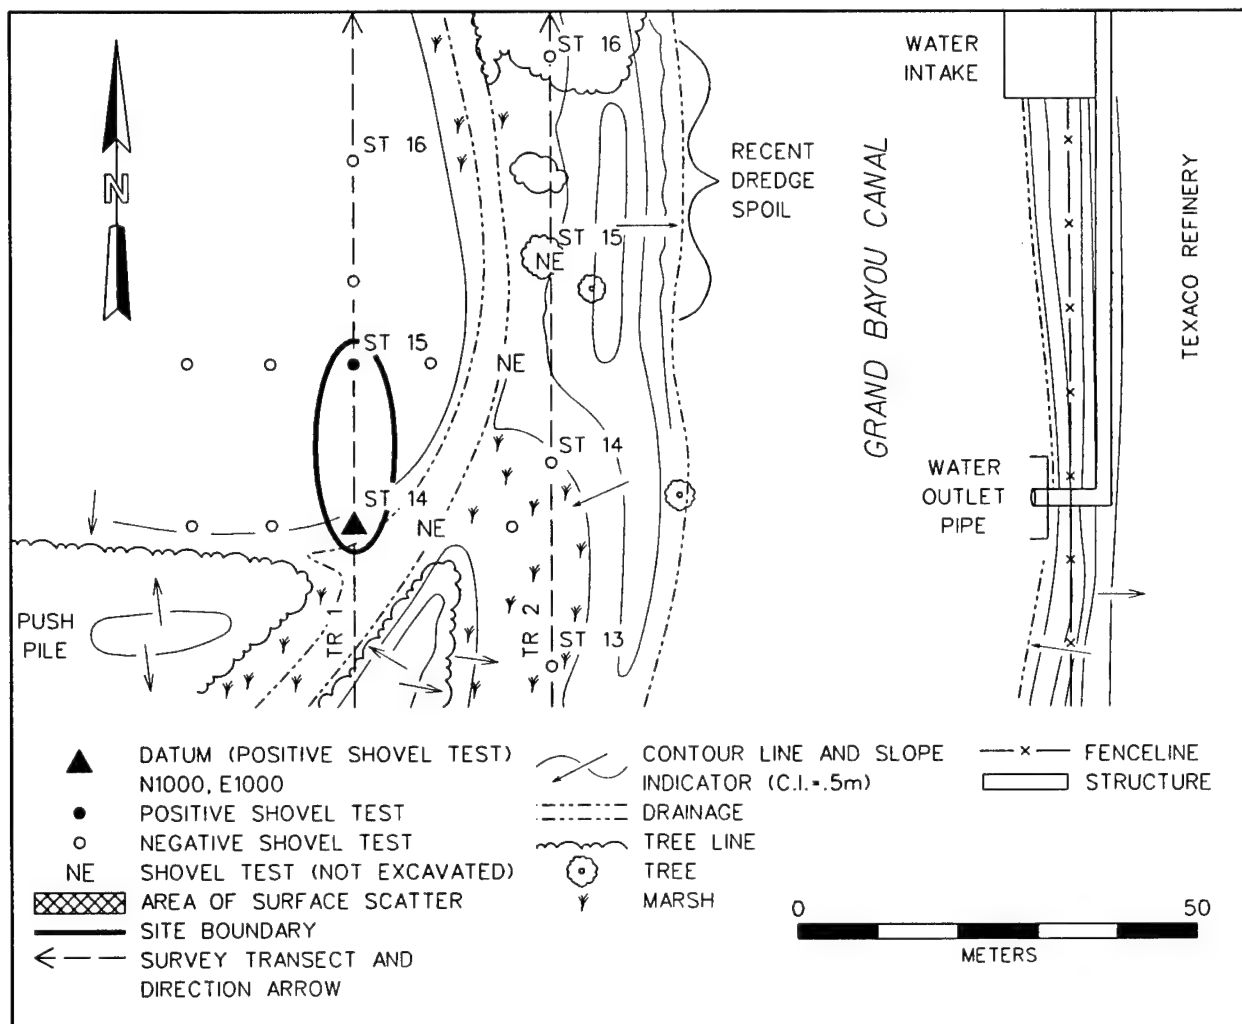 ST 16
WATER
INTAKE
ST 16
RECENT
DREDGE
SPOIL
N
GRAND BAYOU CANAL
TEXACO REFINERY
ST 15
NE
ST 15
NE
ST 14
ST 14
NE
WATER
OUTLET
PIPE
PUSH
PILE
TR 1
TR 2
ST 13
DATUM (POSITIVE SHOVEL TEST)
N1000, E1000
POSITIVE SHOVEL TEST
NEGATIVE SHOVEL TEST
NE SHOVEL TEST (NOT EXCAVATED)
AREA OF SURFACE SCATTER
SITE BOUNDARY
SURVEY TRANSECT AND
DIRECTION ARROW
CONTOUR LINE AND SLOPE
INDICATOR (C.I.=.5m)
DRAINAGE
TREE LINE
TREE
MARSH
FENCELINE
STRUCTURE
0 50
METERS